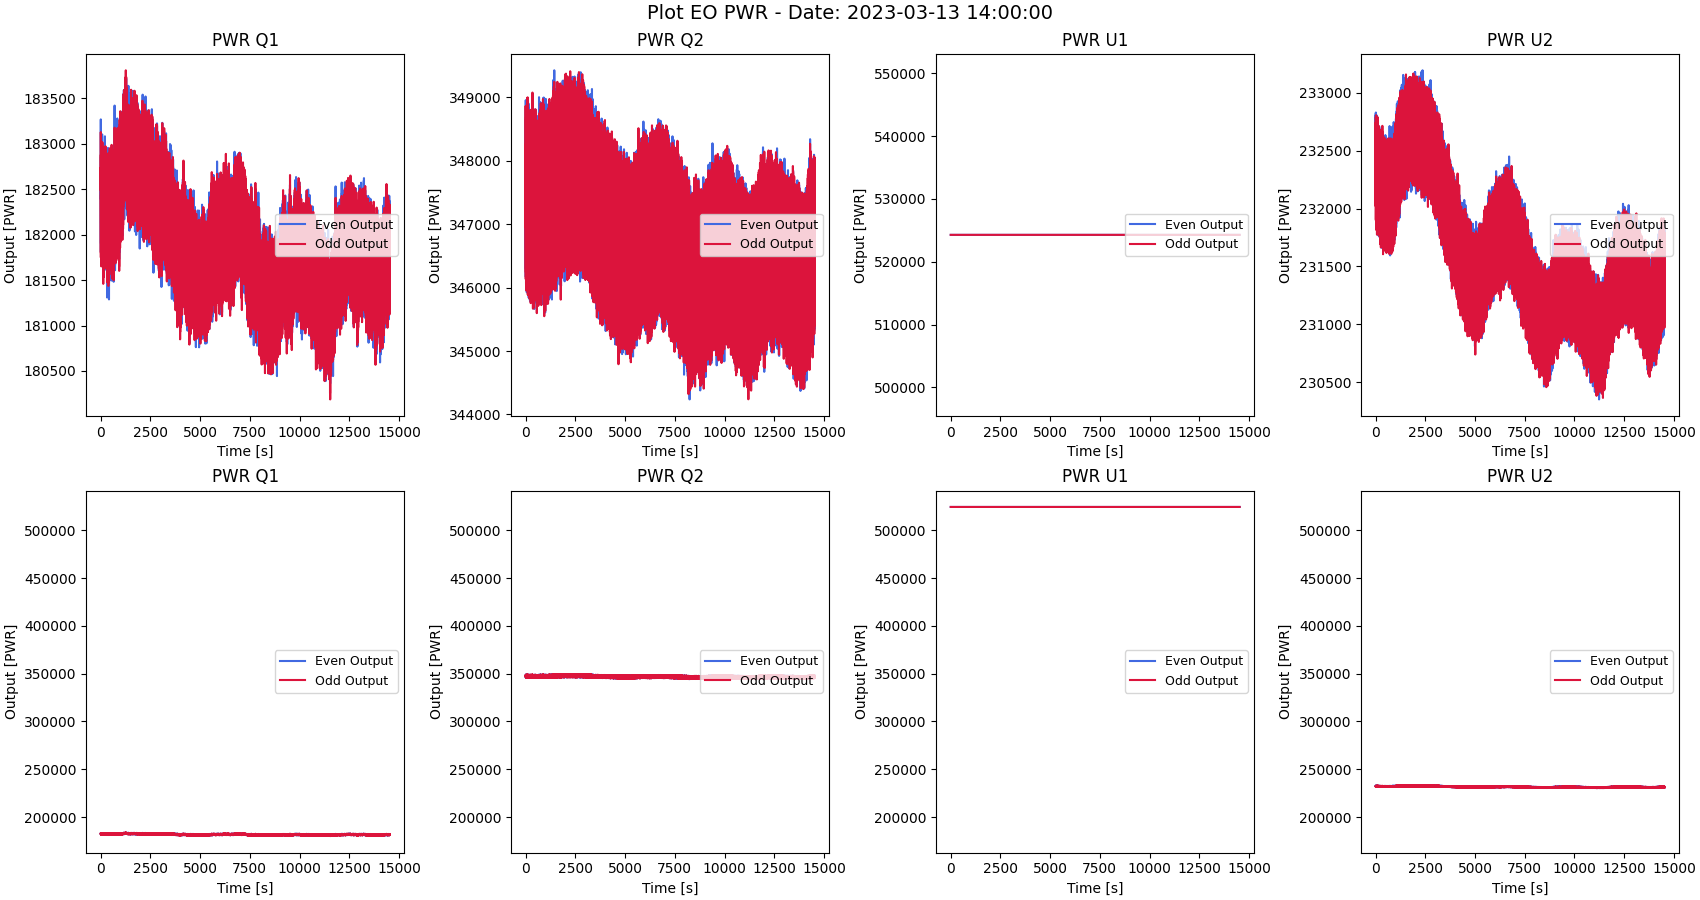 Plot EO PWR - Date: 2023-03-13 14:00:00
PWR Q1
PWR Q2
PWR U1
PWR U2
Output [PWR]
183500
183000
182500
182000
181500
181000
180500
Even Output
Odd Output
0 2500 5000 7500 10000 12500 15000
Time [s]
Output [PWR]
349000
348000
347000
346000
345000
344000
Even Output
Odd Output
0 2500 5000 7500 10000 12500 15000
Time [s]
Output [PWR]
550000
540000
530000
520000
510000
500000
Even Output
Odd Output
0 2500 5000 7500 10000 12500 15000
Time [s]
Output [PWR]
233000
232500
232000
231500
231000
230500
Even Output
Odd Output
0 2500 5000 7500 10000 12500 15000
Time [s]
PWR Q1
PWR Q2
PWR U1
PWR U2
Output [PWR]
500000
450000
400000
350000
300000
250000
200000
Even Output
Odd Output
0 2500 5000 7500 10000 12500 15000
Time [s]
Output [PWR]
500000
450000
400000
350000
300000
250000
200000
Even Output
Odd Output
0 2500 5000 7500 10000 12500 15000
Time [s]
Output [PWR]
500000
450000
400000
350000
300000
250000
200000
Even Output
Odd Output
0 2500 5000 7500 10000 12500 15000
Time [s]
Output [PWR]
500000
450000
400000
350000
300000
250000
200000
Even Output
Odd Output
0 2500 5000 7500 10000 12500 15000
Time [s]